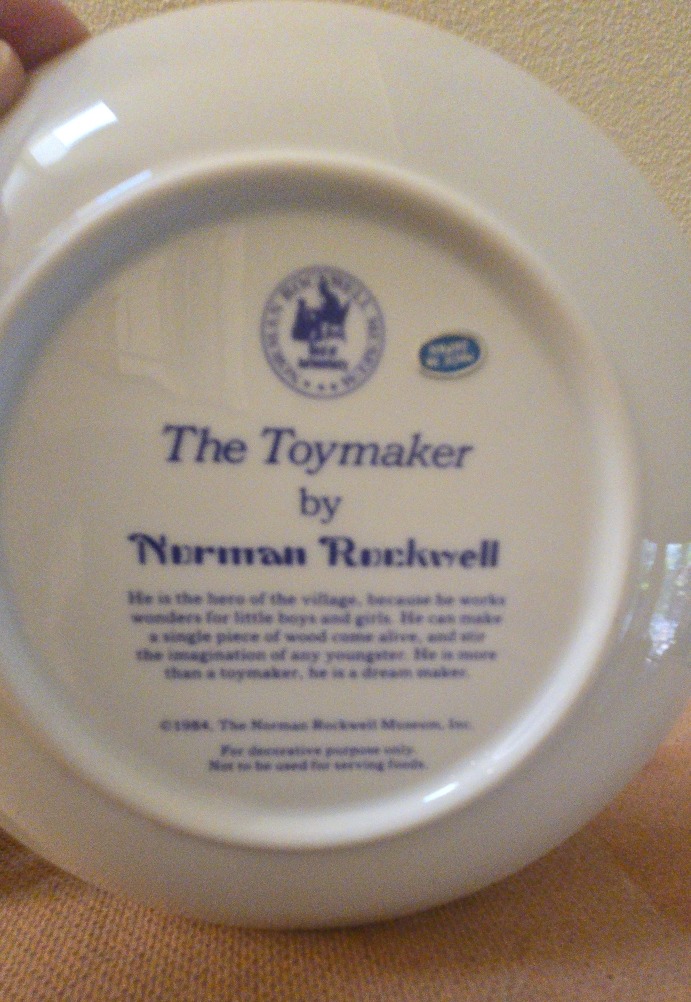 NORMAN ROCKWELL MUSEUM
The Toymaker
by
Norman Rockwell
He is the hero of the village, because he works
wonders for little boys and girls. He can make
a single piece of wood come alive, and stir
the imagination of any youngster. He is more
than a toymaker, he is a dream maker.
©1984, The Norman Rockwell Museum, Inc.
For decorative purpose only.
Not to be used for serving foods.